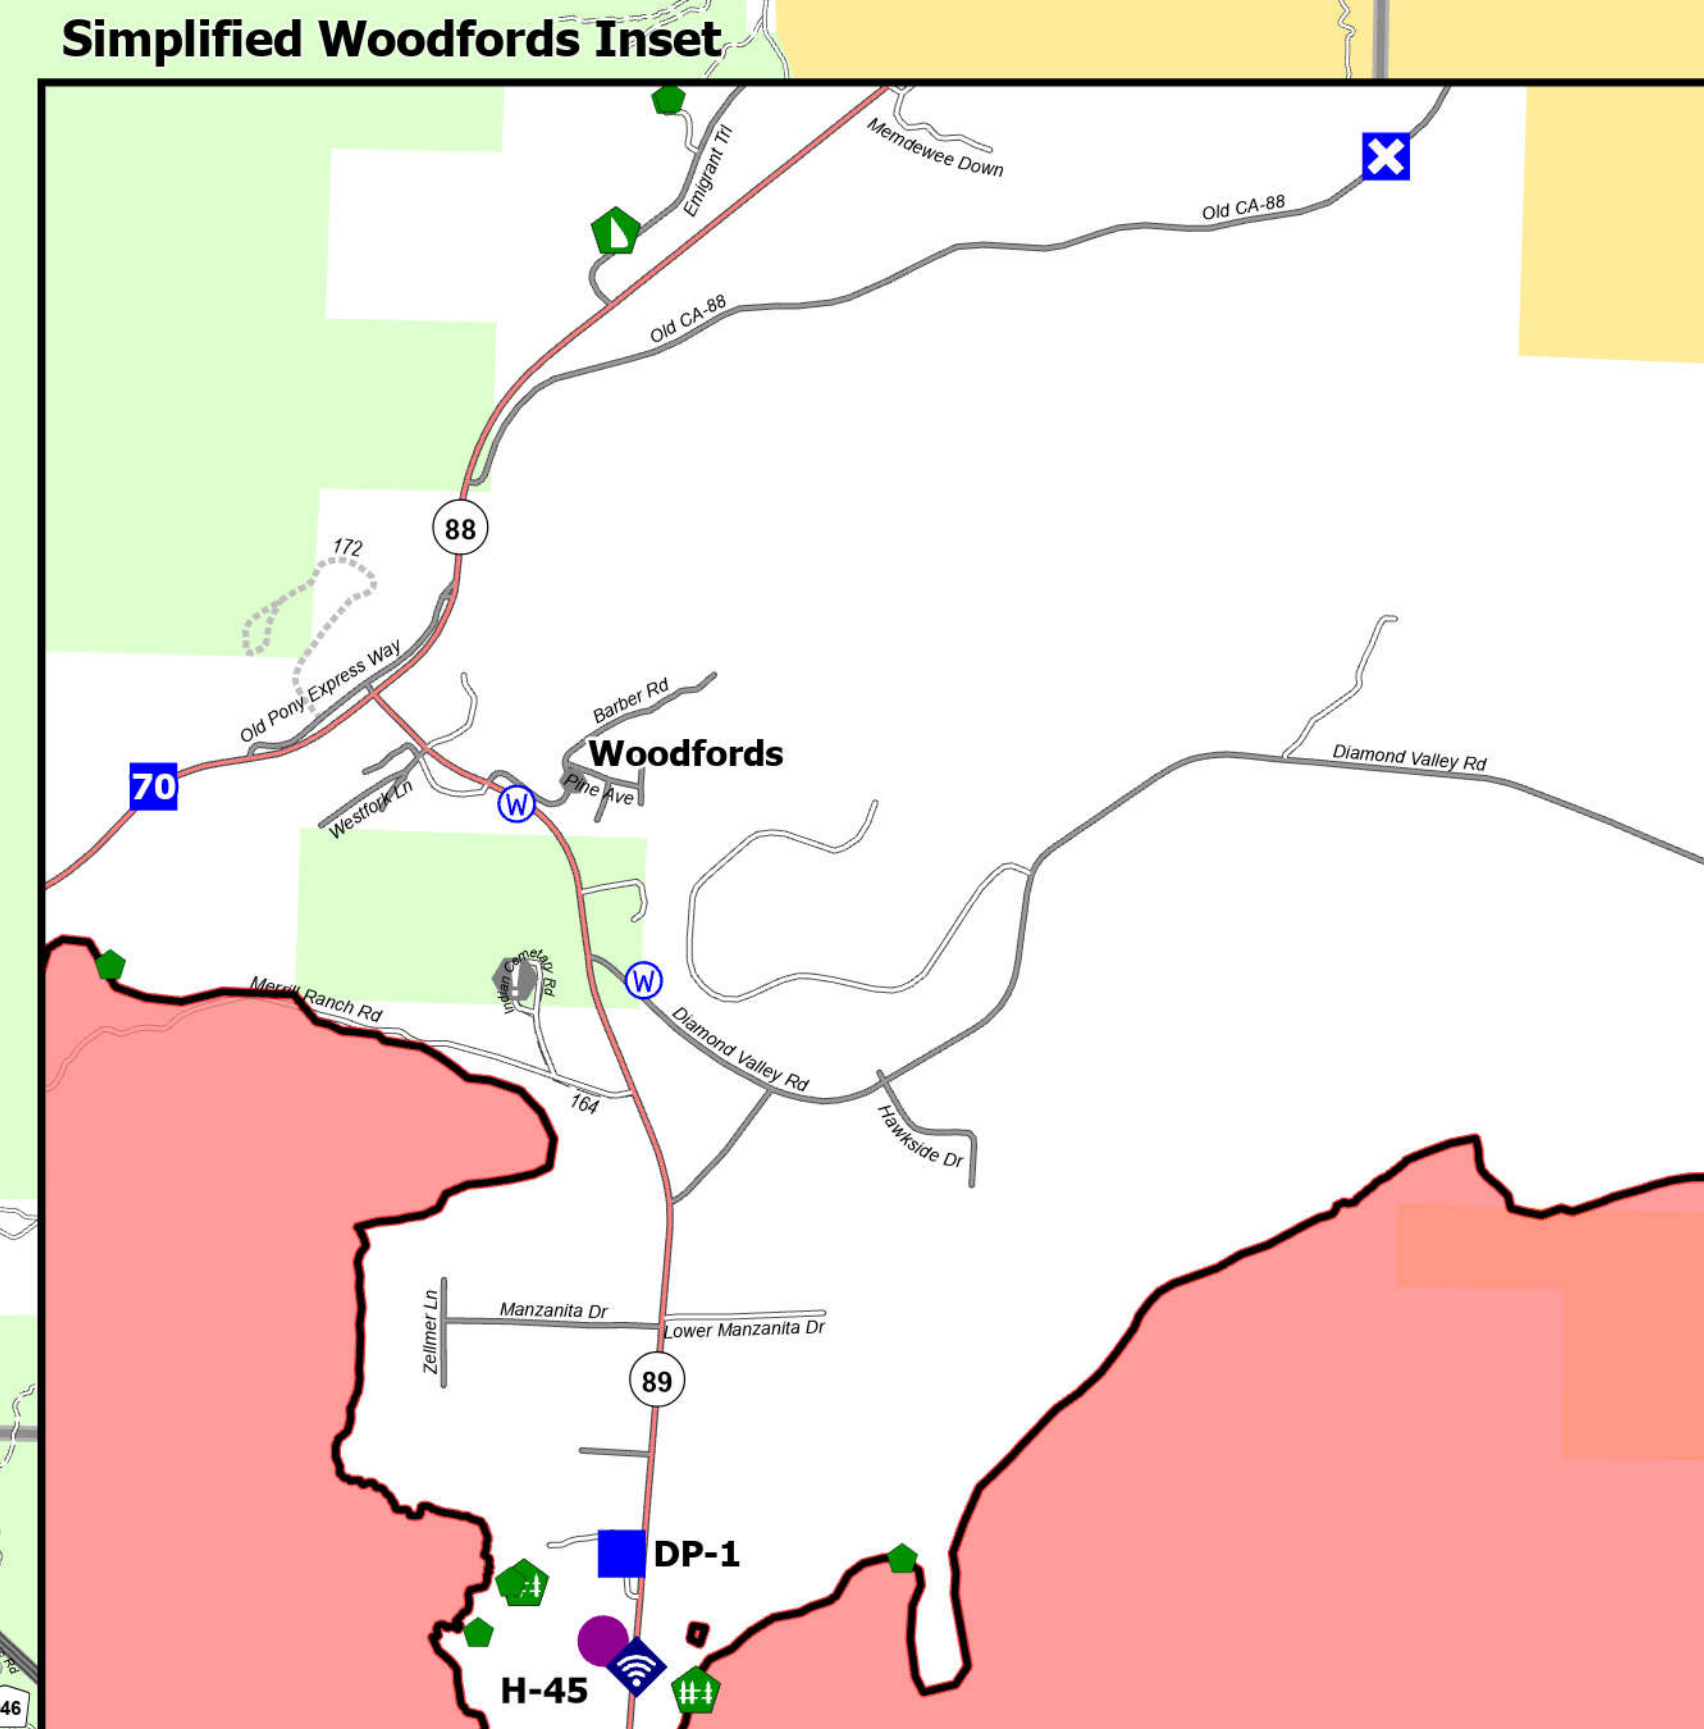 Simplified Woodfords Inset
Emigrant Trl
Memdewee Down
Old CA-88
Old CA-88
88
172
Old Pony Express Way
Barber Rd
Woodfords
Diamond Valley Rd
70
Pine Ave
W
Westfork Ln
Indian Cemetary Rd
W
Merrill Ranch Rd
Diamond Valley Rd
164
Hawkside Dr
Zellmer Ln
Manzanita Dr
Lower Manzanita Dr
89
DP-1
Rd
H-45
46